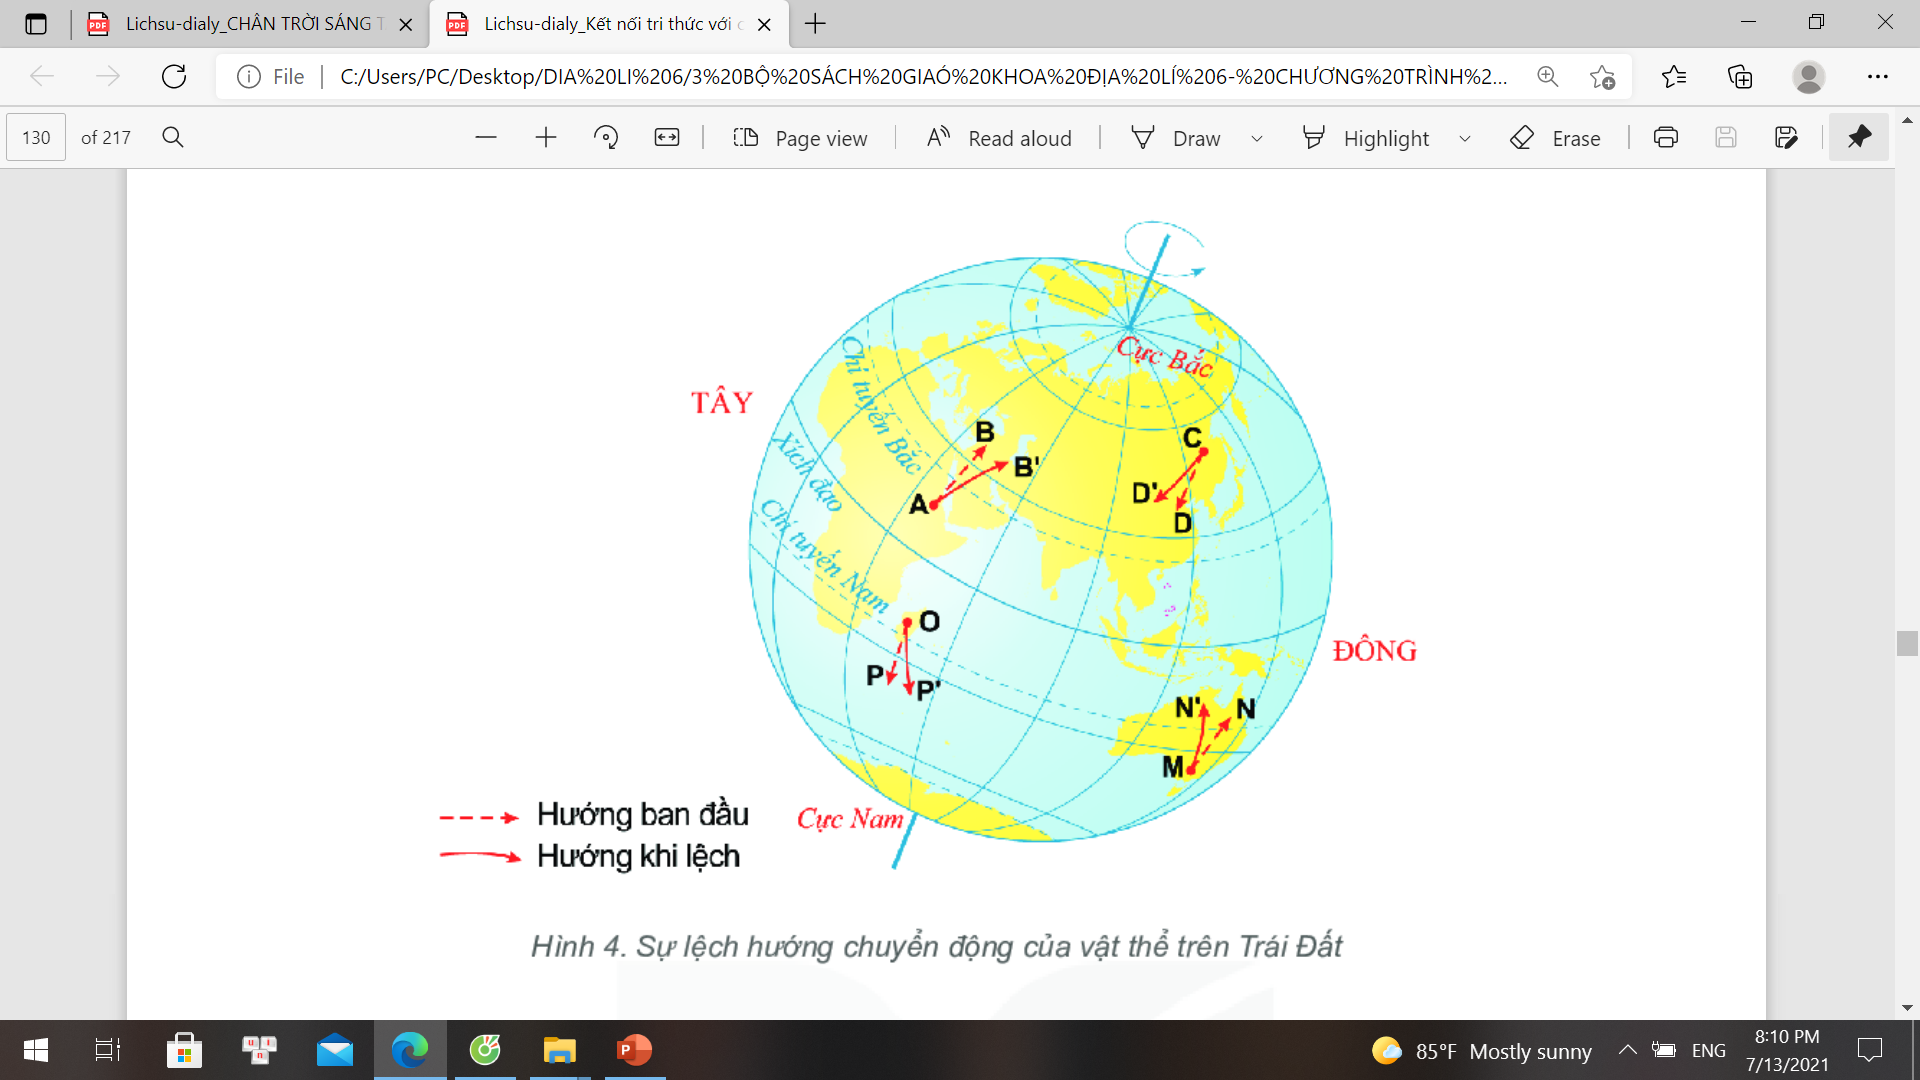 Lichsu-dialy_CHÂN TRỜI SÁNG T
Lichsu-dialy_Kết nối tri thức với c
File
C:/Users/PC/Desktop/DIA%20LI%206/3%20BỘ%20SÁCH%20GIAÓ%20KHOA%20ĐỊA%20LÍ%206-%20CHƯƠNG%20TRÌNH%2...
130 of 217
Page view
Read aloud
Draw
Highlight
Erase
Cực Bắc
TÂY
Chí tuyến Bắc
Xích đạo
Chí tuyến Nam
B
B'
A
C
D'
D
O
P
P'
ĐÔNG
N'
N
M
Cực Nam
Hướng ban đầu
Hướng khi lệch
Hình 4. Sự lệch hướng chuyển động của vật thể trên Trái Đất
85°F Mostly sunny
ENG
8:10 PM
7/13/2021